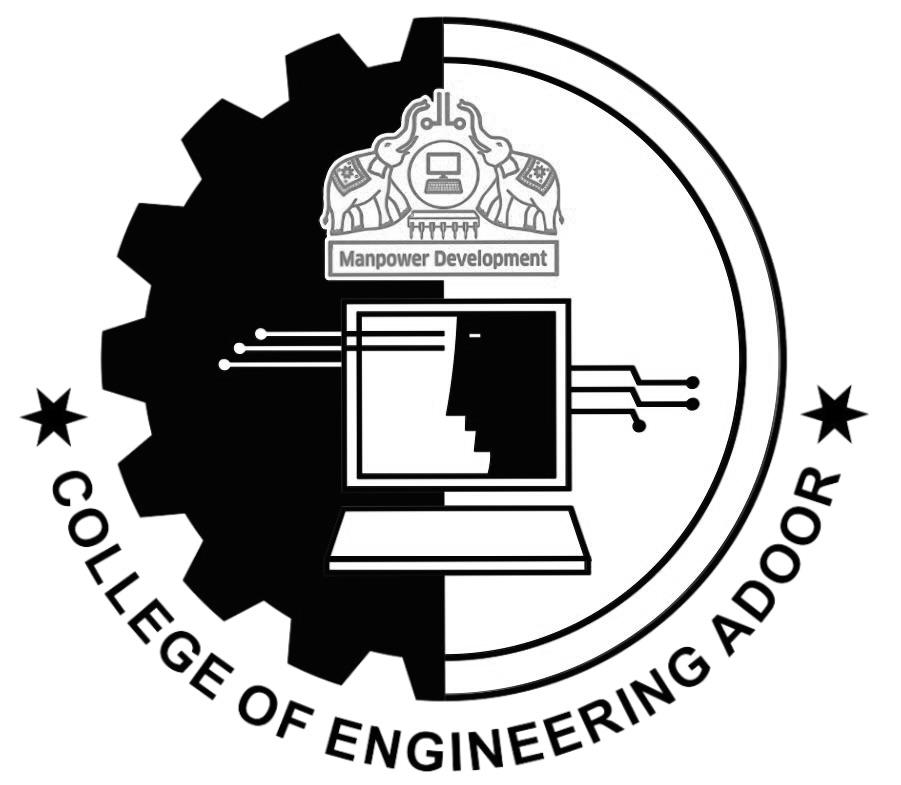 Manpower Development
COLLEGE OF ENGINEERING ADOOR